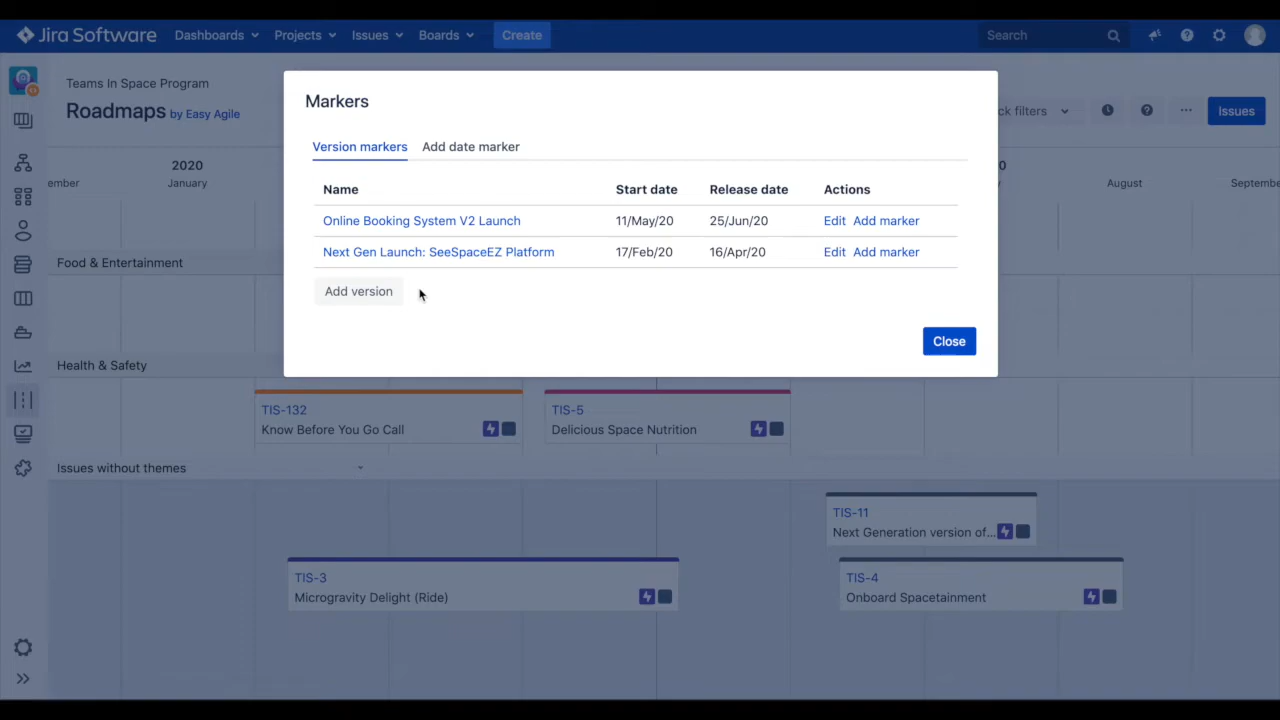 Jira Software Dashboards Projects Issues Boards Create Search
Teams In Space Program
Roadmaps by Easy Agile
ck filters Issues
Markers
Version markers Add date marker
Name Start date Release date Actions
Online Booking System V2 Launch 11/May/20 25/Jun/20 Edit Add marker
Next Gen Launch: SeeSpaceEZ Platform 17/Feb/20 16/Apr/20 Edit Add marker
Add version
Close
2020 0
ember January August Septembe
Food & Entertainment
Health & Safety
TIS-132
Know Before You Go Call
TIS-5
Delicious Space Nutrition
Issues without themes
TIS-11
Next Generation version of...
TIS-3
Microgravity Delight (Ride)
TIS-4
Onboard Spacetainment